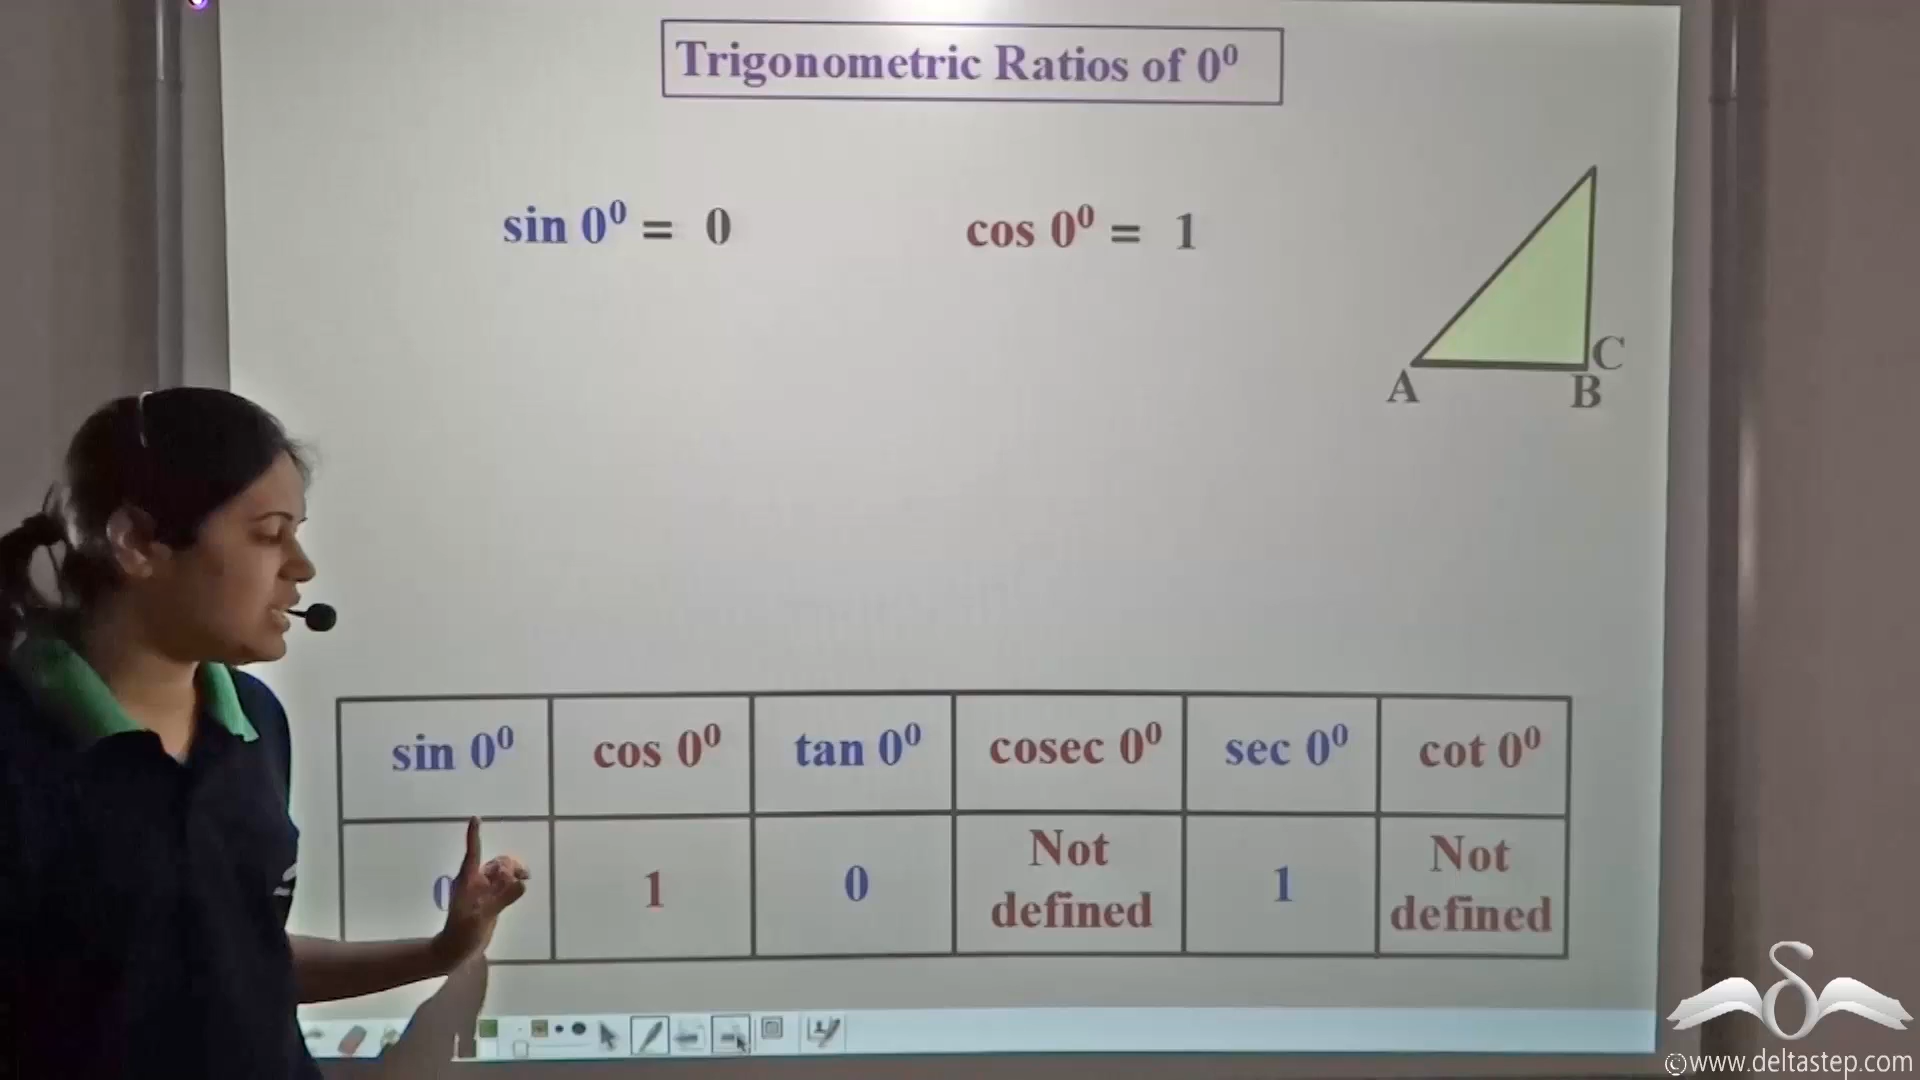 Trigonometric Ratios of 0⁰
sin 0⁰ = 0 cos 0⁰ = 1
C
A B
sin 0⁰ cos 0⁰ tan 0⁰ cosec 0⁰ sec 0⁰ cot 0⁰
0 1 0 Not defined 1 Not defined
©www.deltastep.com